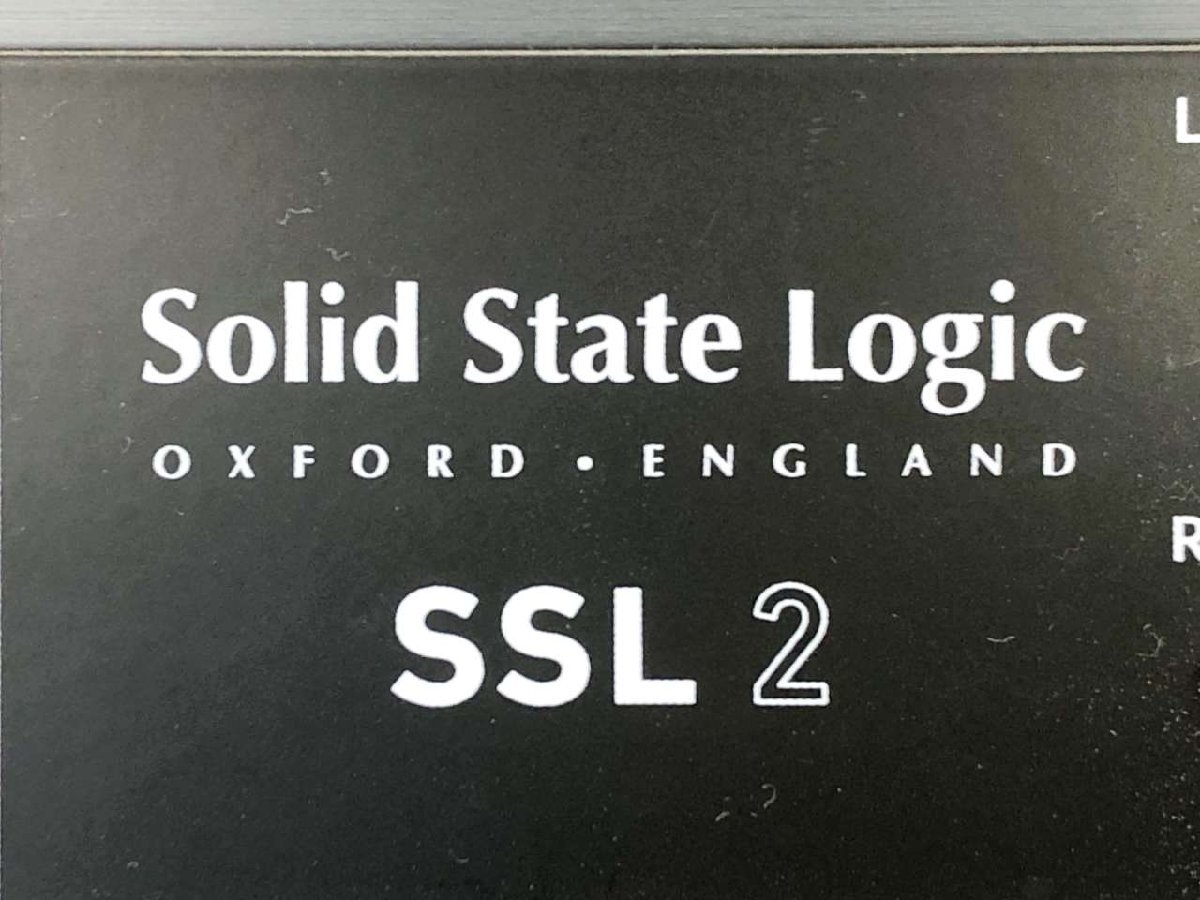 L
Solid State Logic
OXFORD • ENGLAND
R
SSL 2